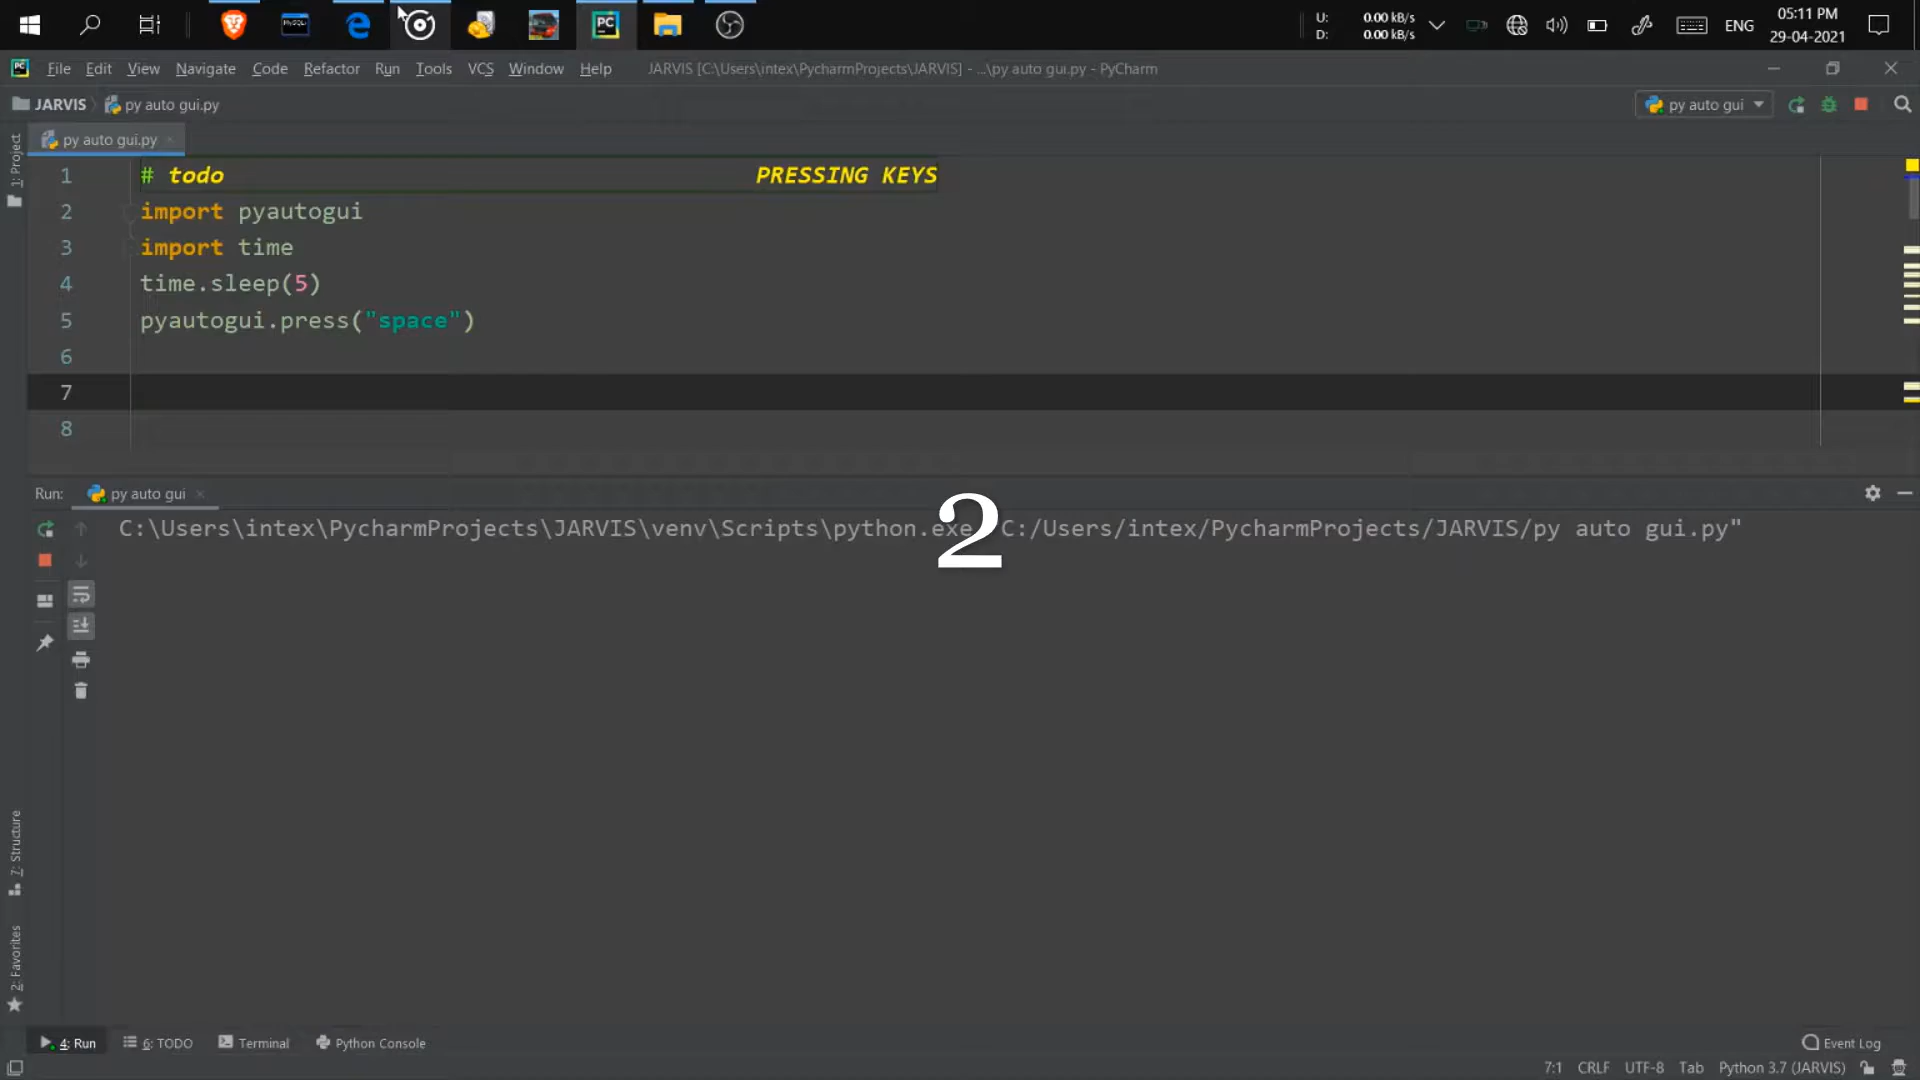 U: 0.00 kB/s
D: 0.00 kB/s
ENG
05:11 PM
29-04-2021
PC
File Edit View Navigate Code Refactor Run Tools VCS Window Help JARVIS [C:\Users\intex\PycharmProjects\JARVIS] - ...\py auto gui.py - PyCharm
JARVIS py auto gui.py
py auto gui
py auto gui.py
1: Project
1 # todo PRESSING KEYS
2 import pyautogui
3 import time
4 time.sleep(5)
5 pyautogui.press("space")
6
7
8
Run: py auto gui
C:\Users\intex\PycharmProjects\JARVIS\venv\Scripts\python.exe C:/Users/intex/PycharmProjects/JARVIS/py auto gui.py"
2
7: Structure
2: Favorites
4: Run 6: TODO Terminal Python Console Event Log
7:1 CRLF UTF-8 Tab Python 3.7 (JARVIS)